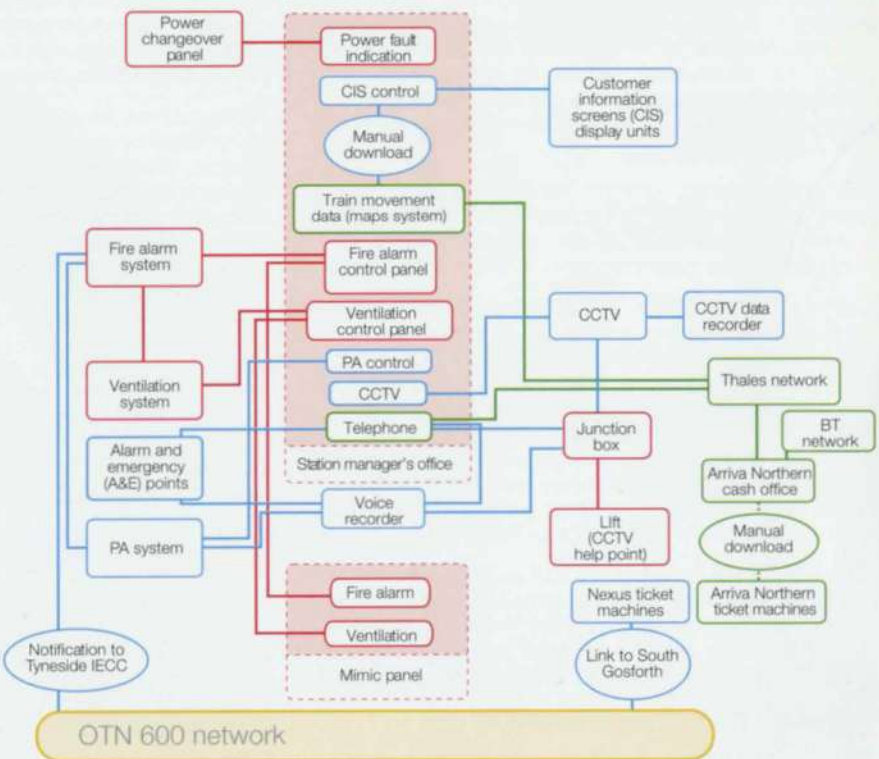 Power
changeover
panel
Power fault
indication
CIS control
Customer
information
screens (CIS)
display units
Manual
download
Train movement
data (maps system)
Fire alarm
system
Fire alarm
control panel
Ventilation
control panel
CCTV
CCTV data
recorder
PA control
Ventilation
system
CCTV
Thales network
Telephone
Junction
box
BT
network
Alarm and
emergency
(A&E) points
Station manager's office
Arriva Northern
cash office
Voice
recorder
PA system
Lift
(CCTV
help point)
Manual
download
Fire alarm
Nexus ticket
machines
Arriva Northern
ticket machines
Ventilation
Notification to
Tyneside IECC
Mimic panel
Link to South
Gosforth
OTN 600 network